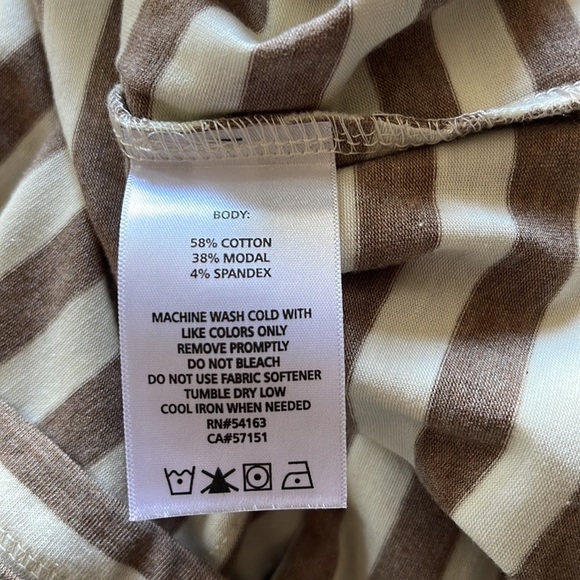 BODY:
58% COTTON
38% MODAL
4% SPANDEX
MACHINE WASH COLD WITH
LIKE COLORS ONLY
REMOVE PROMPTLY
DO NOT BLEACH
DO NOT USE FABRIC SOFTENER
TUMBLE DRY LOW
COOL IRON WHEN NEEDED
RN#54163
CA#57151